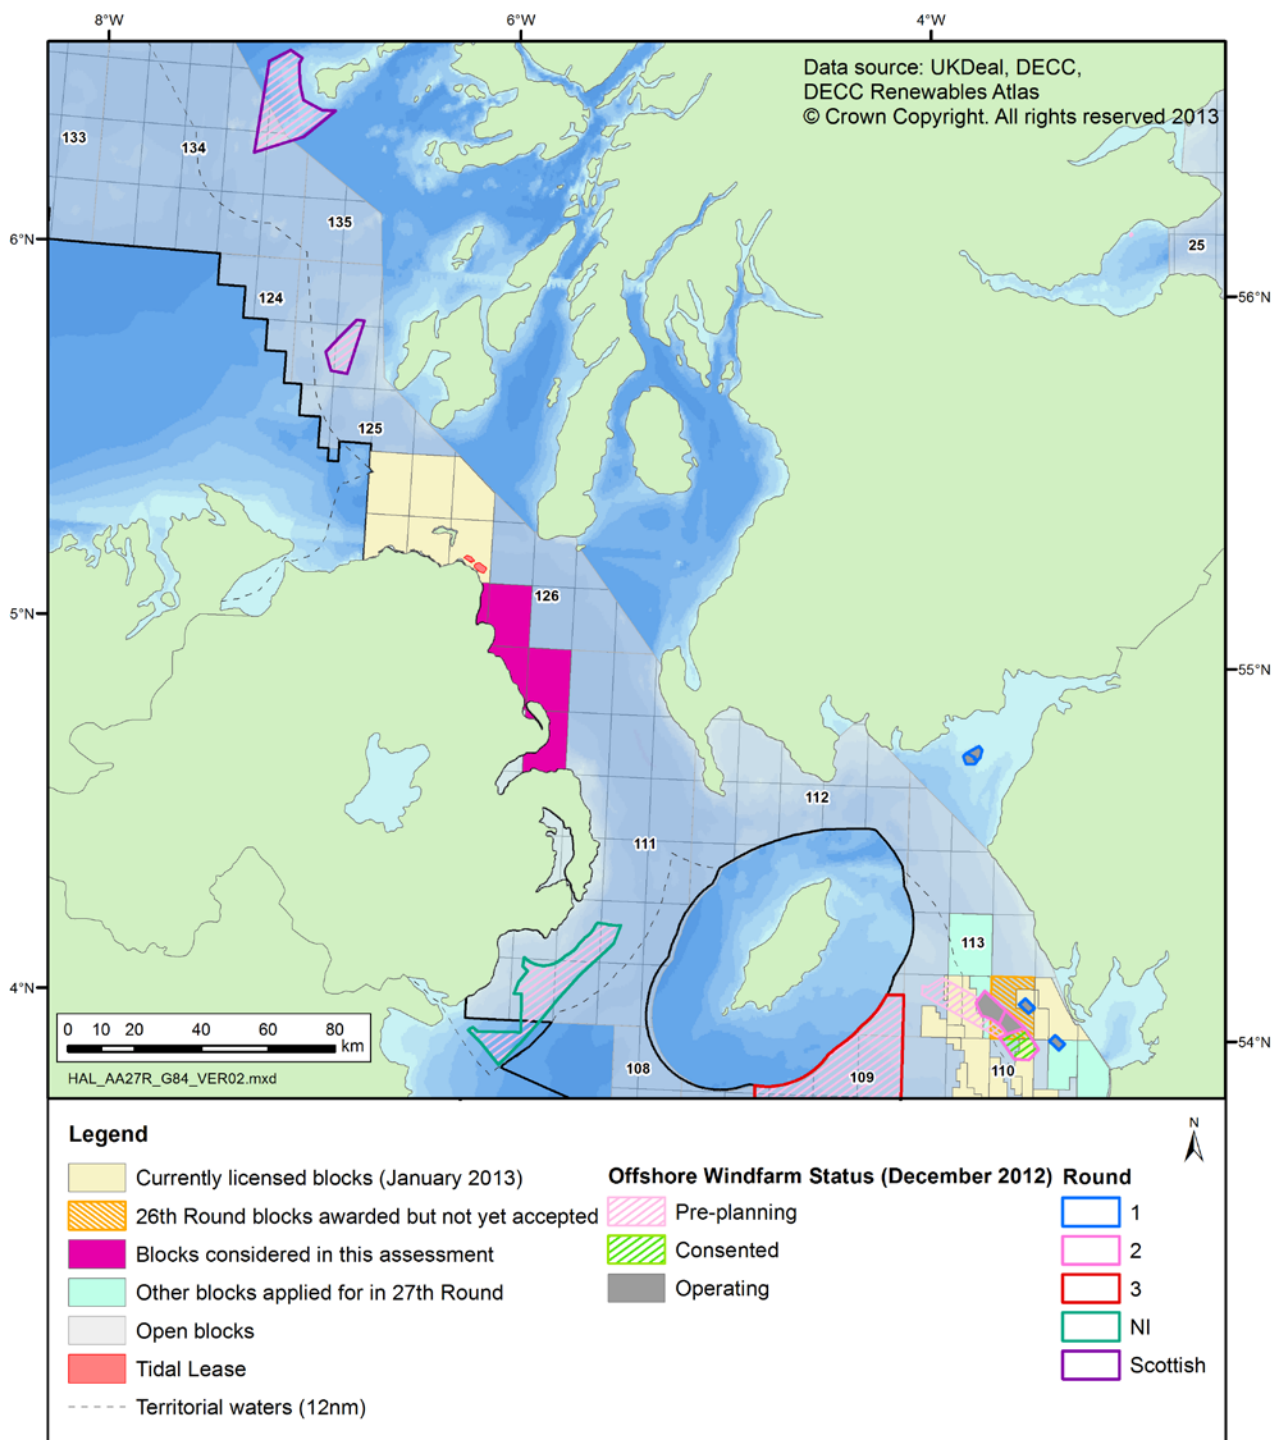 8°W
6°W
4°W
Data source: UKDeal, DECC,
DECC Renewables Atlas
© Crown Copyright. All rights reserved 2013
133
134
135
6°N
25
124
56°N
125
126
5°N
55°N
112
111
113
4°N
54°N
0 10 20 40 60 80
km
108
109
110
HAL_AA27R_G84_VER02.mxd
N
Legend
Currently licensed blocks (January 2013)
26th Round blocks awarded but not yet accepted
Blocks considered in this assessment
Other blocks applied for in 27th Round
Open blocks
Tidal Lease
Territorial waters (12nm)
Offshore Windfarm Status (December 2012)
Pre-planning
Consented
Operating
Round
1
2
3
NI
Scottish